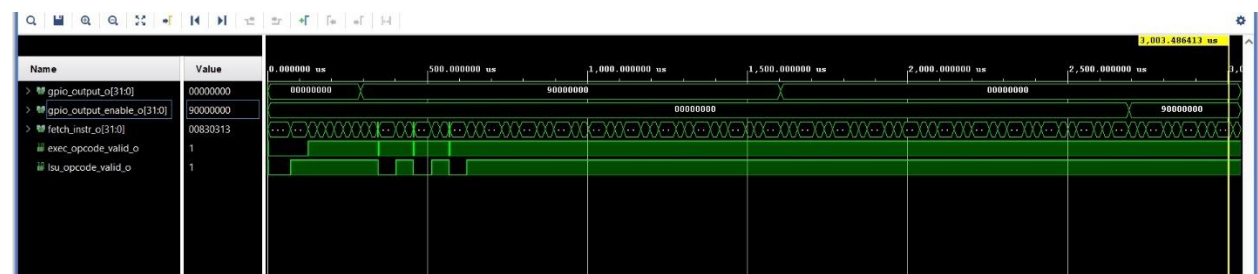 3,003.486413 us
Name Value
0.000000 us 500.000000 us 1,000.000000 us 1,500.000000 us 2,000.000000 us 2,500.000000 us 3,0
gpio_output_o[31:0] 00000000 00000000 90000000 00000000
gpio_output_enable_o[31:0] 90000000 00000000 90000000
fetch_instr_o[31:0] 00830313
exec_opcode_valid_o 1
lsu_opcode_valid_o 1